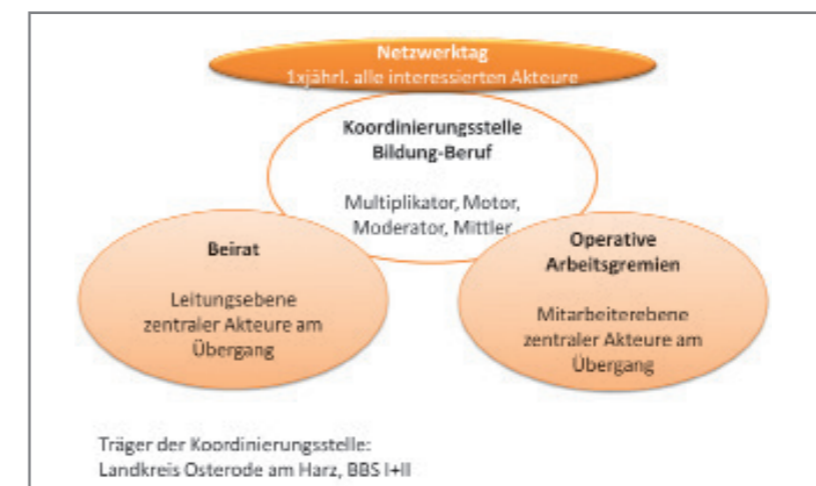 Netzwerktag
1xjährl. alle interessierten Akteure
Koordinierungsstelle
Bildung-Beruf
Multiplikator, Motor,
Moderator, Mittler
Beirat
Leitungsebene
zentraler Akteure am
Übergang
Operative
Arbeitsgremien
Mitarbeiterebene
zentraler Akteure am
Übergang
Träger der Koordinierungsstelle:
Landkreis Osterode am Harz, BBS I+II